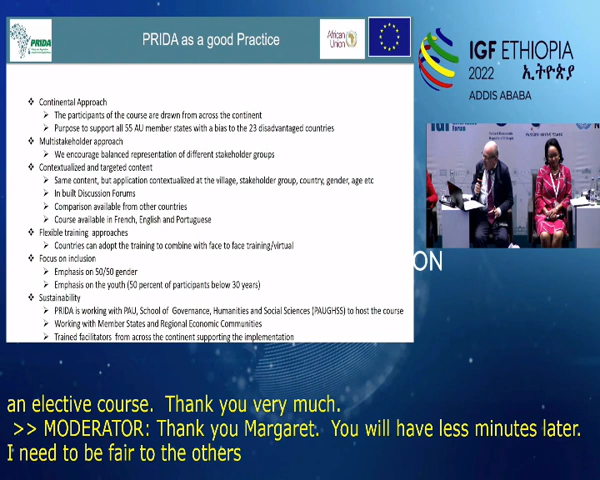 PRIDA
PRIDA as a good Practice
African
Union
IGF ETHIOPIA
2022 ኢትዮጵያ
ADDIS ABABA
❖ Continental Approach
➢ The participants of the course are drawn from across the continent
➢ Purpose to support all 55 AU member states with a bias to the 23 disadvantaged countries
❖ Multistakeholder approach
➢ We encourage balanced representation of different stakeholder groups
❖ Contextualized and targeted content
➢ Same content, but application contextualized at the village, stakeholder group, country, gender, age etc
➢ In built Discussion Forums
➢ Comparison available from other countries
➢ Course available in French, English and Portuguese
❖ Flexible training approaches
➢ Countries can adopt the training to combine with face to face training/virtual
❖ Focus on inclusion
➢ Emphasis on 50/50 gender
➢ Emphasis on the youth (50 percent of participants below 30 years)
❖ Sustainability
➢ PRIDA is working with PAU, School of Governance, Humanities and Social Sciences (PAUGHSS) to host the course
➢ Working with Member States and Regional Economic Communities
➢ Trained facilitators from across the continent supporting the implementation
ON
an elective course. Thank you very much.
>> MODERATOR: Thank you Margaret. You will have less minutes later.
I need to be fair to the others